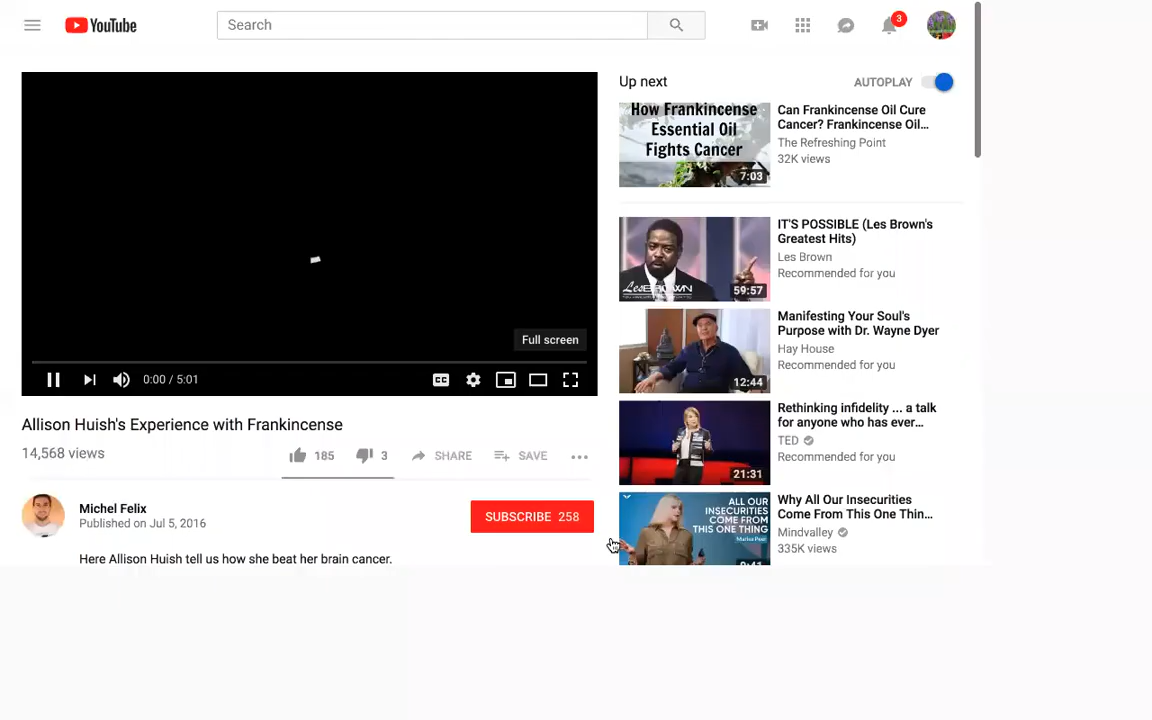 YouTube
Search
3
Up next
AUTOPLAY
How Frankincense
Essential Oil
Fights Cancer
7:03
Can Frankincense Oil Cure
Cancer? Frankincense Oil...
The Refreshing Point
32K views
59:57
IT'S POSSIBLE (Les Brown's
Greatest Hits)
Les Brown
Recommended for you
Full screen
12:44
Manifesting Your Soul's
Purpose with Dr. Wayne Dyer
Hay House
Recommended for you
0:00 / 5:01
CC
Allison Huish's Experience with Frankincense
14,568 views
185
3
SHARE
SAVE
21:31
Rethinking infidelity ... a talk
for anyone who has ever...
TED
Recommended for you
Michel Felix
Published on Jul 5, 2016
SUBSCRIBE 258
Here Allison Huish tell us how she beat her brain cancer.
ALL OUR
INSECURITIES
COME FROM
THIS ONE THING
Why All Our Insecurities
Come From This One Thin...
Mindvalley
335K views